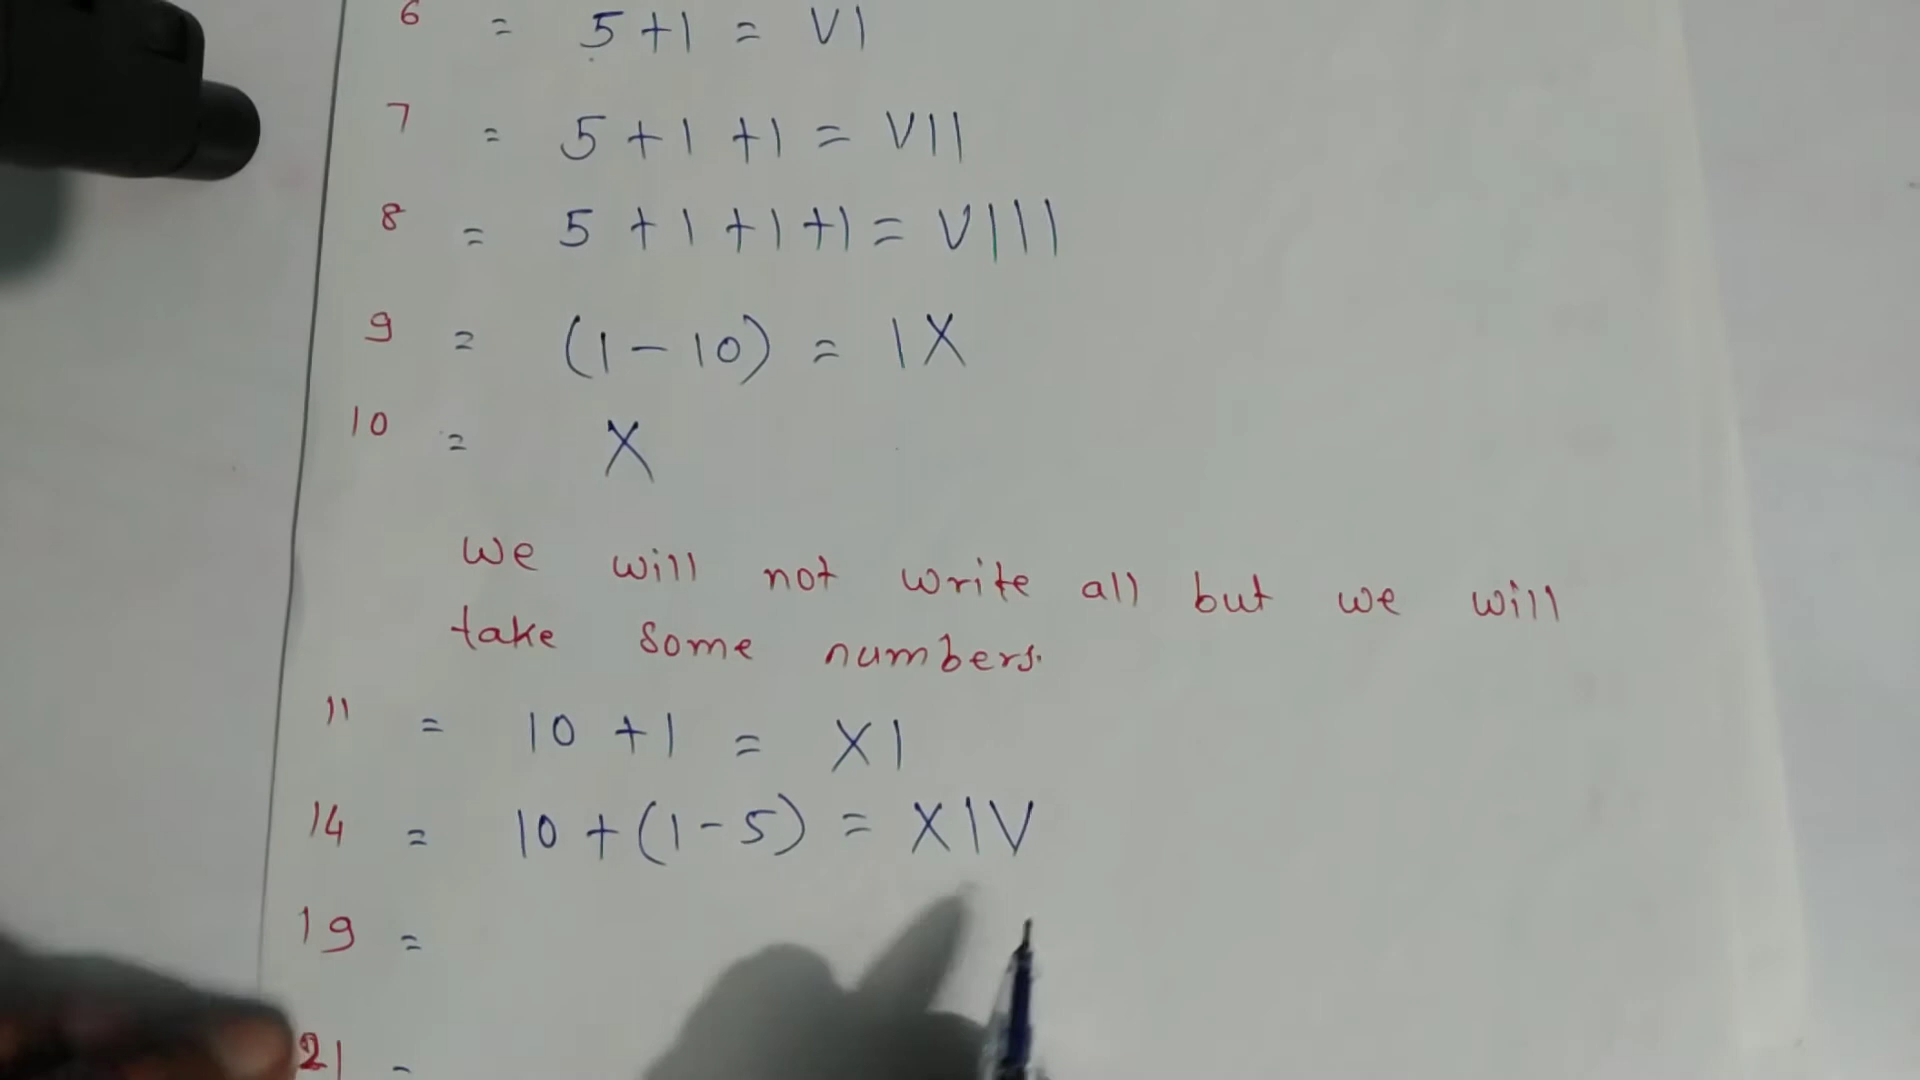 6 = 5+1 = VI
7 = 5+1+1 = VII
8 = 5+1+1+1 = VIII
9 = (1-10) = IX
10 = X
We will not write all but we will
take some numbers.
11 = 10+1 = XI
14 = 10+(1-5) = XIV
19 =
21 -